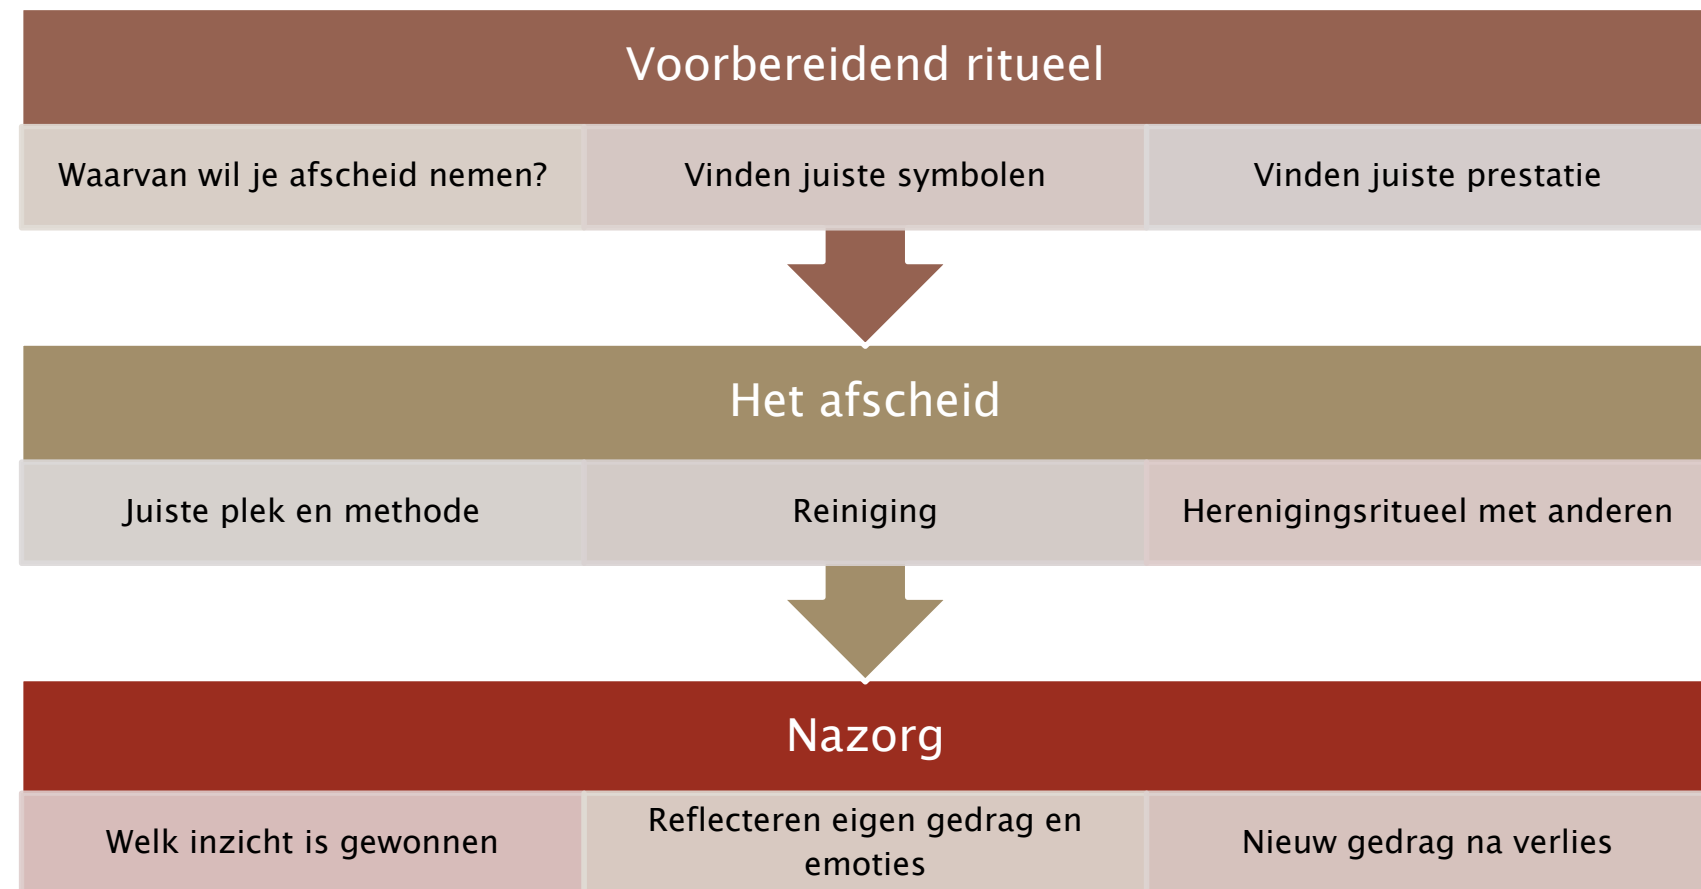 Voorbereidend ritueel
Waarvan wil je afscheid nemen?
Vinden juiste symbolen
Vinden juiste prestatie
Het afscheid
Juiste plek en methode
Reiniging
Herenigingsritueel met anderen
Nazorg
Welk inzicht is gewonnen
Reflecteren eigen gedrag en
emoties
Nieuw gedrag na verlies